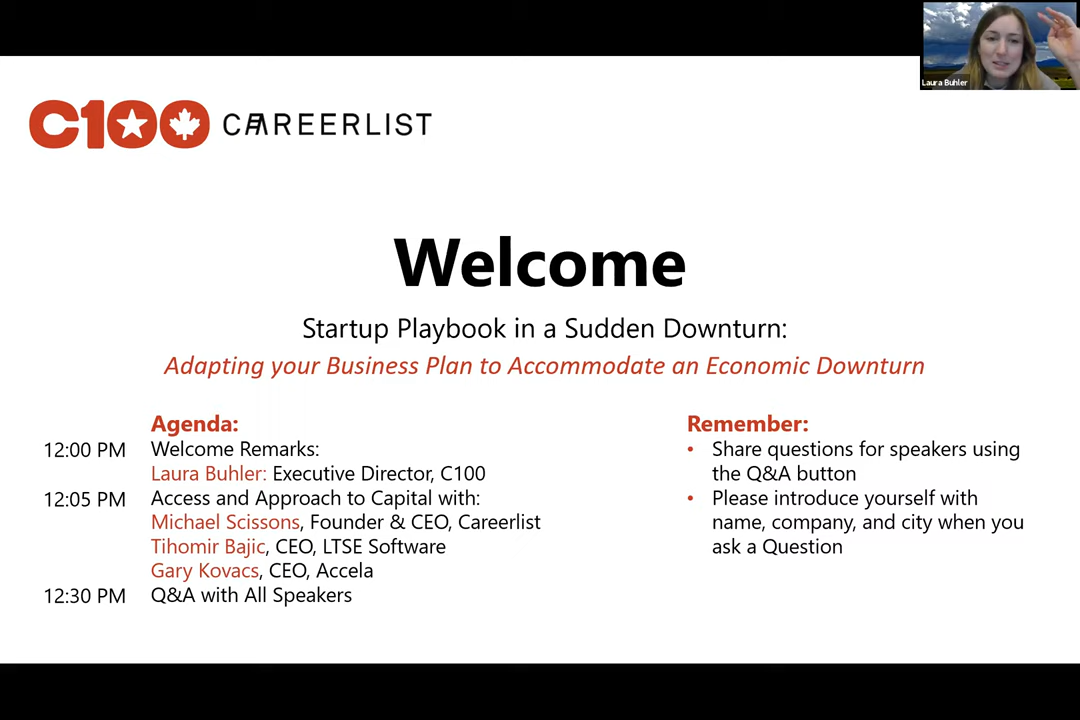 Laura Buhler
C100 CAREERLIST
Welcome
Startup Playbook in a Sudden Downturn:
Adapting your Business Plan to Accommodate an Economic Downturn
Agenda:
12:00 PM Welcome Remarks:
Laura Buhler: Executive Director, C100
12:05 PM Access and Approach to Capital with:
Michael Scissons, Founder & CEO, Careerlist
Tihomir Bajic, CEO, LTSE Software
Gary Kovacs, CEO, Accela
12:30 PM Q&A with All Speakers
Remember:
• Share questions for speakers using
the Q&A button
• Please introduce yourself with
name, company, and city when you
ask a Question